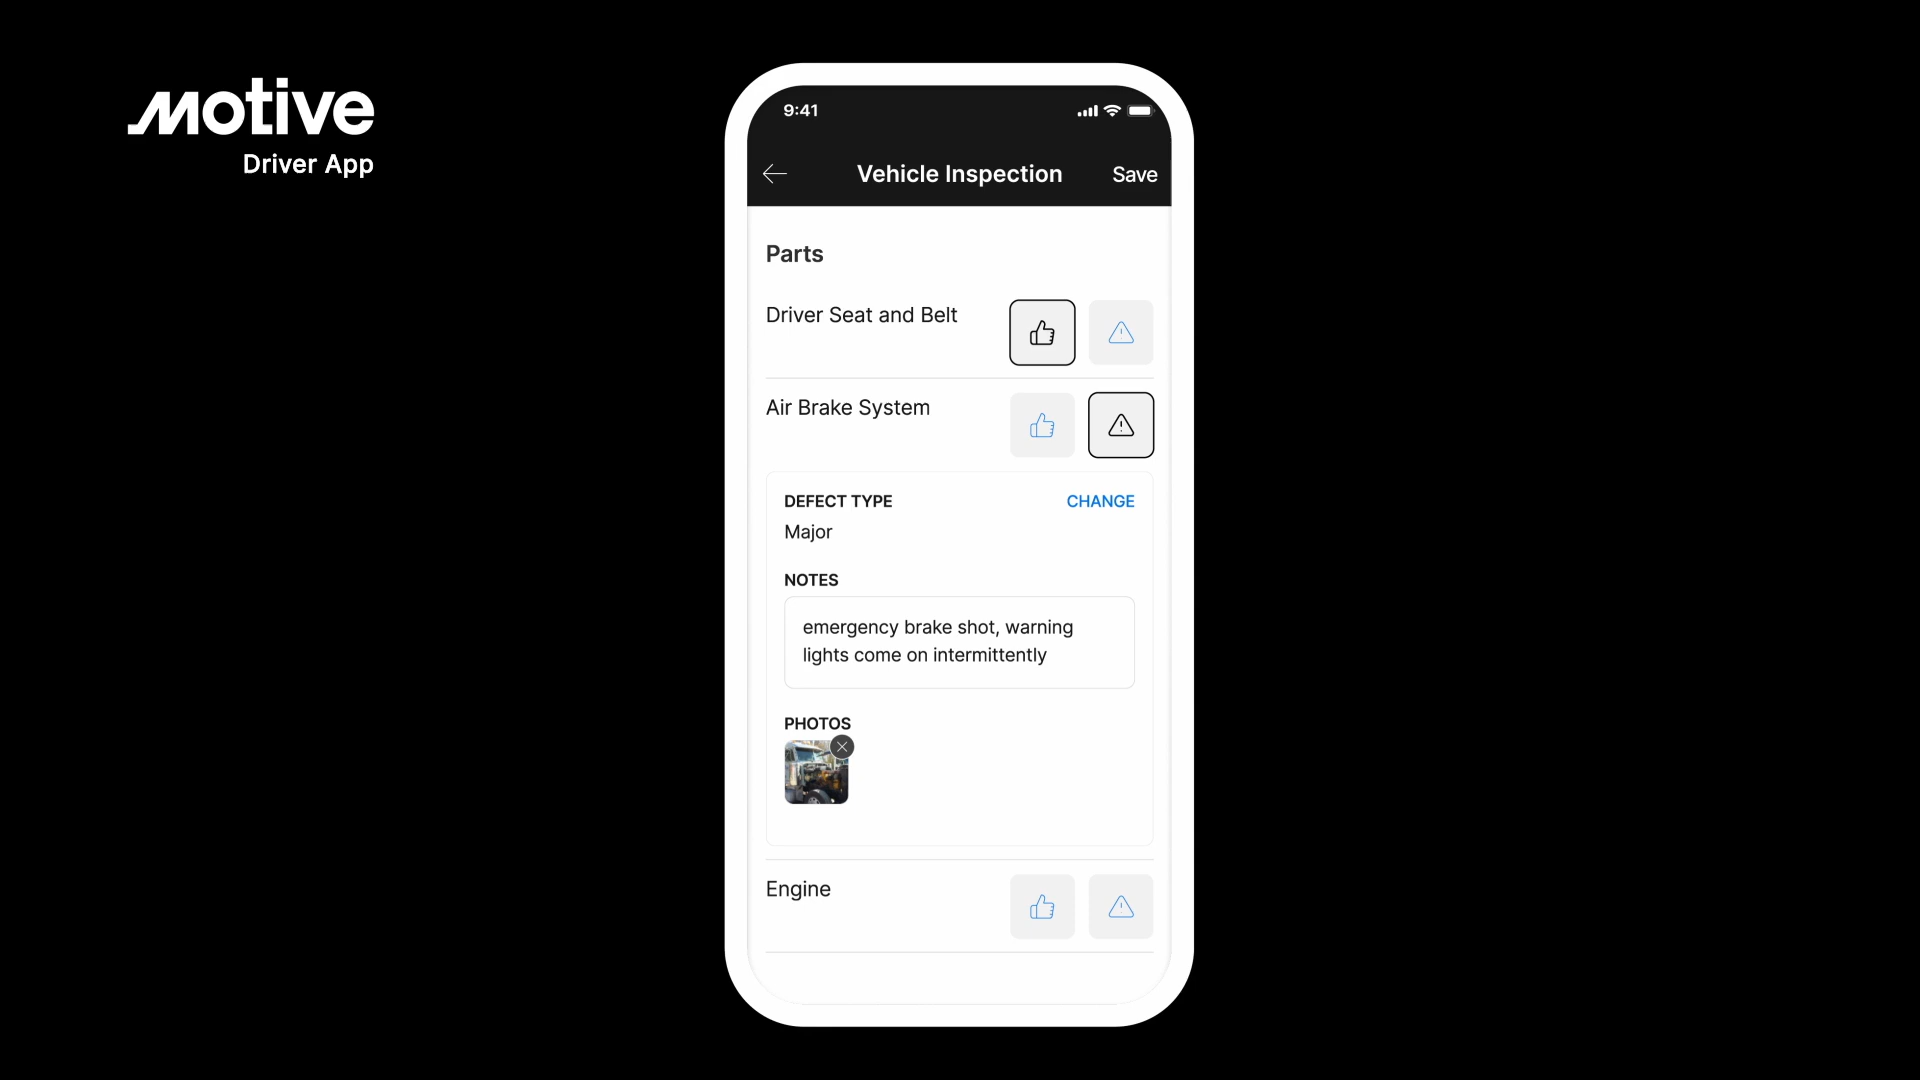 motive
Driver App
9:41
Vehicle Inspection
Save
Parts
Driver Seat and Belt
Air Brake System
DEFECT TYPE
CHANGE
Major
NOTES
emergency brake shot, warning
lights come on intermittently
PHOTOS
Engine